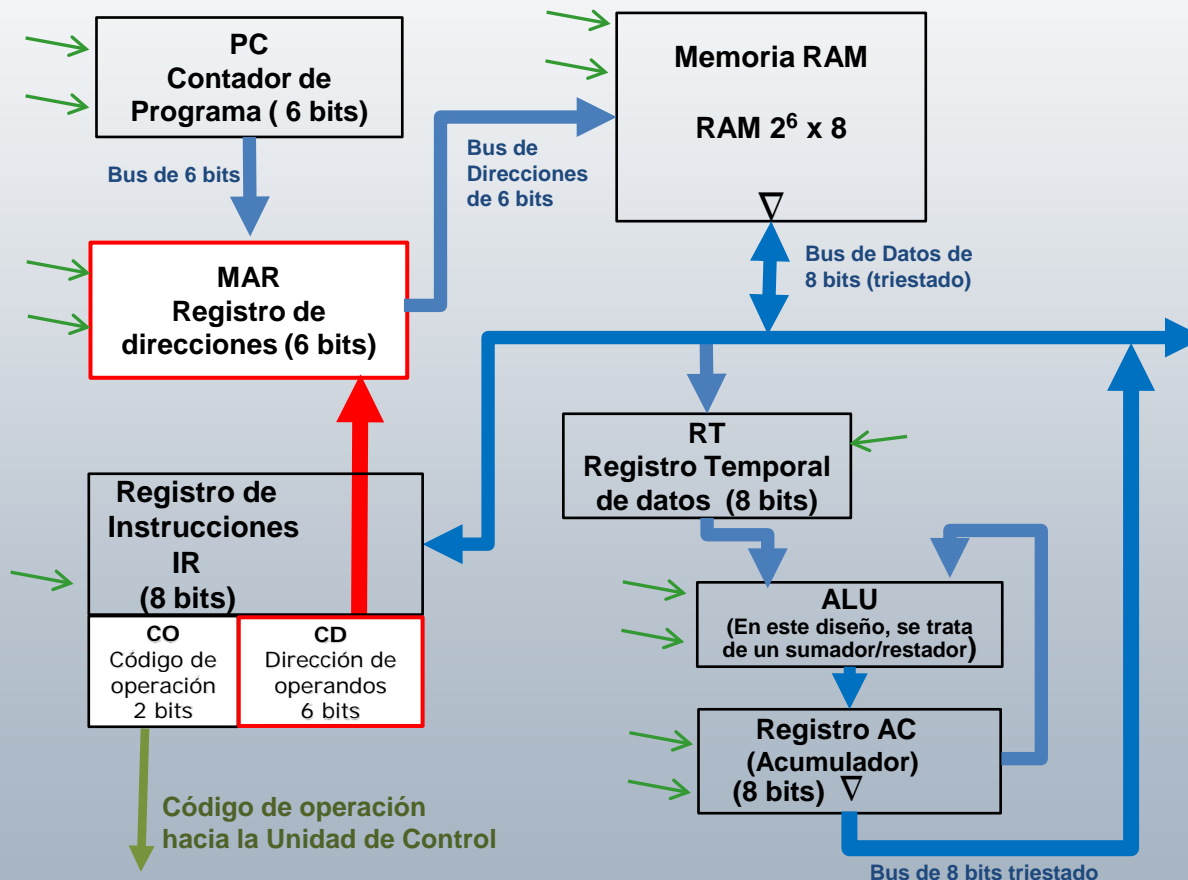 PC
Contador de
Programa ( 6 bits)
Bus de 6 bits
Bus de
Direcciones
de 6 bits
Memoria RAM
RAM 2⁶ x 8
Bus de Datos de
8 bits (triestado)
MAR
Registro de
direcciones (6 bits)
RT
Registro Temporal
de datos (8 bits)
Registro de
Instrucciones
IR
(8 bits)
CO
Código de
operación
2 bits
CD
Dirección de
operandos
6 bits
ALU
(En este diseño, se trata
de un sumador/restador)
Registro AC
(Acumulador)
(8 bits)
Código de operación
hacia la Unidad de Control
Bus de 8 bits triestado